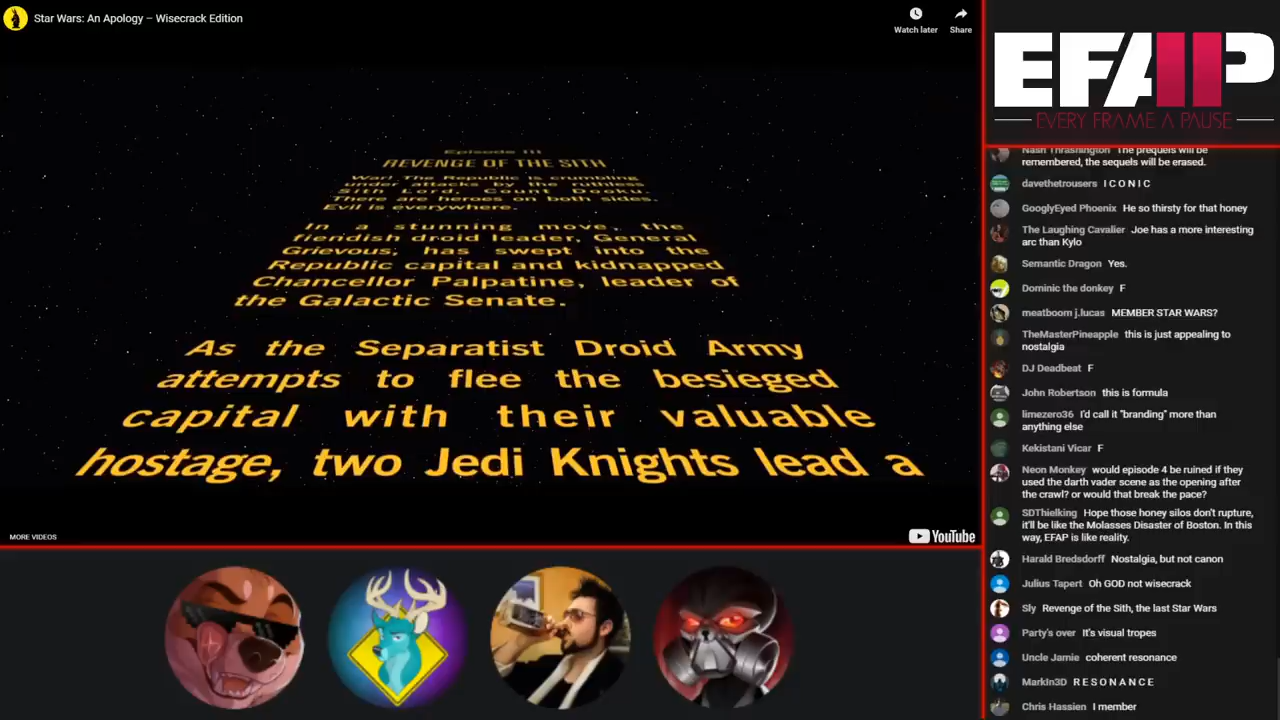 Star Wars: An Apology – Wisecrack Edition
Watch later
Share
Episode III
REVENGE OF THE SITH
War! The Republic is crumbling
under attacks by the ruthless
Sith Lord, Count Dooku.
There are heroes on both sides.
Evil is everywhere.
In a stunning move, the
fiendish droid leader, General
Grievous, has swept into the
Republic capital and kidnapped
Chancellor Palpatine, leader of
the Galactic Senate.
As the Separatist Droid Army
attempts to flee the besieged
capital with their valuable
hostage, two Jedi Knights lead a
MORE VIDEOS
YouTube
EFAP
EVERY FRAME A PAUSE
Nash Thrashington The prequels will be
remembered, the sequels will be erased.
davethetrousers I C O N I C
GooglyEyed Phoenix He so thirsty for that honey
The Laughing Cavalier Joe has a more interesting
arc than Kylo
Semantic Dragon Yes.
Dominic the donkey F
meatboom j.lucas MEMBER STAR WARS?
TheMasterPineapple this is just appealing to
nostalgia
DJ Deadbeat F
John Robertson this is formula
limezero36 I'd call it "branding" more than
anything else
Kekistani Vicar F
Neon Monkey would episode 4 be ruined if they
used the darth vader scene as the opening after
the crawl? or would that break the pace?
SDThielking Hope those honey silos don't rupture,
it'll be like the Molasses Disaster of Boston. In this
way, EFAP is like reality.
Harald Bredsdorff Nostalgia, but not canon
Julius Tapert Oh GOD not wisecrack
Sly Revenge of the Sith, the last Star Wars
Party's over It's visual tropes
Uncle Jamie coherent resonance
MarkIn3D R E S O N A N C E
Chris Hassien I member